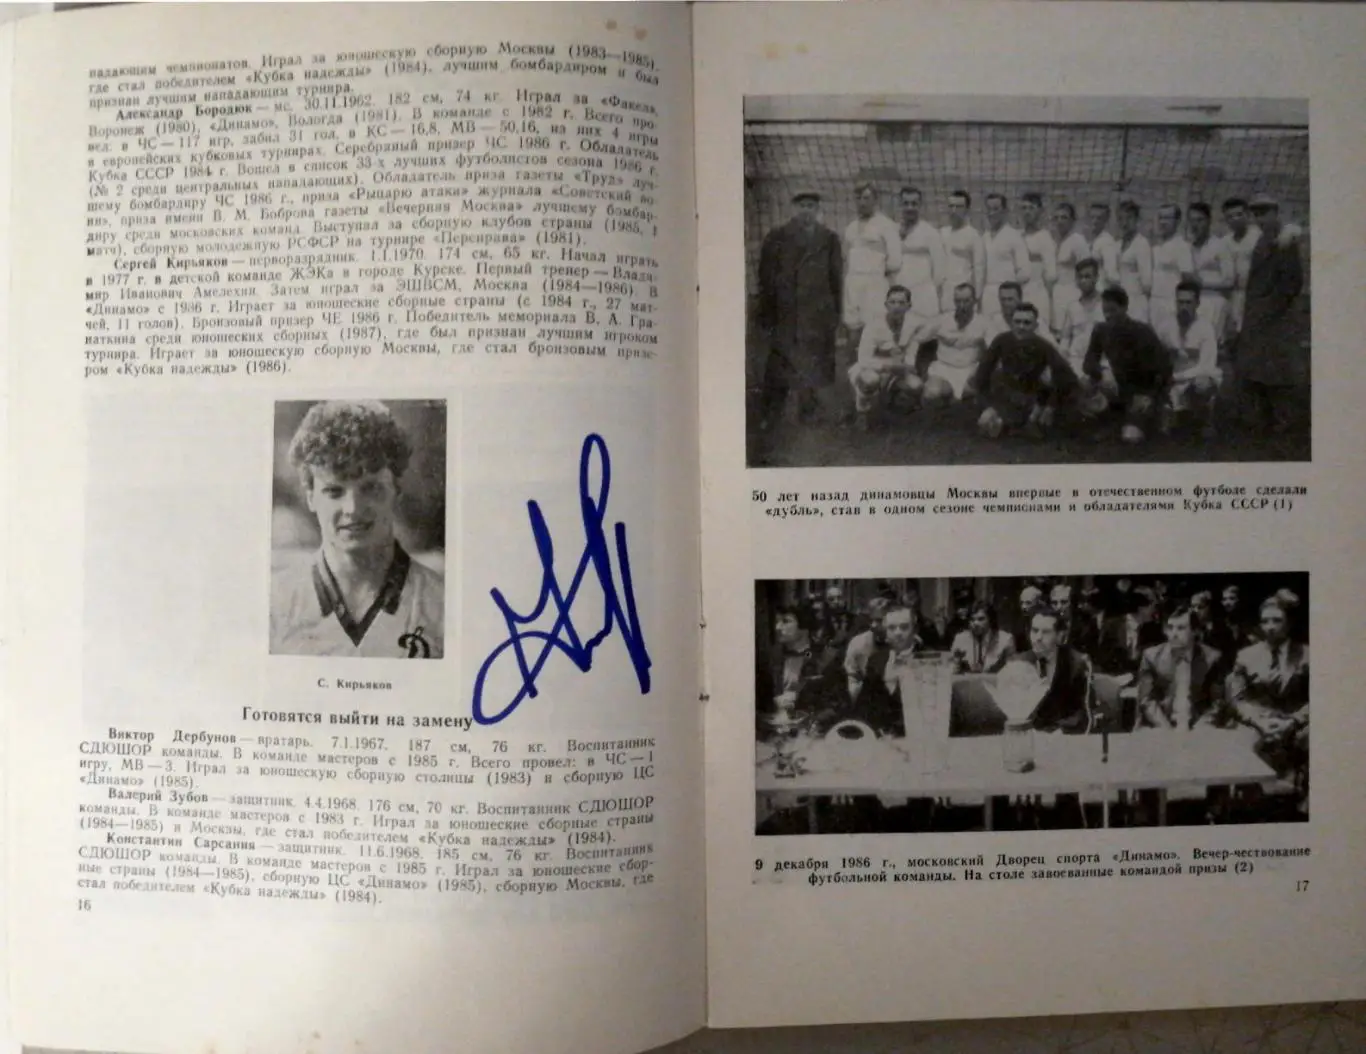 падающим чемпионатов. Играл за юношескую сборную Москвы (1983—1985),
где стал победителем «Кубка надежды» (1984), лучшим бомбардиром и был
признан лучшим нападающим турнира.
Александр Бородюк — мс. 30.11.1962. 182 см, 74 кг. Играл за «Факел»,
Воронеж (1980), «Динамо», Вологда (1981). В команде с 1982 г. Всего про-
вел: в ЧС — 117 игр, забил 31 гол, в КС — 16,8, МВ — 50,16, из них 4 игры
в европейских кубковых турнирах. Серебряный призер ЧС 1986 г. Обладатель
Кубка СССР 1984 г. Вошел в список 33-х лучших футболистов сезона 1986 г.
(№ 2 среди центральных нападающих). Обладатель приза газеты «Труд» луч-
шему бомбардиру ЧС 1986 г., приза «Рыцарю атаки» журнала «Советский во-
ин», приза имени В. М. Боброва газеты «Вечерняя Москва» лучшему бомбар-
диру среди московских команд. Выступал за сборную клубов страны (1985, 1
матч), сборную молодежную РСФСР на турнире «Переправа» (1981).
Сергей Кирьяков — перворазрядник. 1.1.1970. 174 см, 65 кг. Начал играть
в 1977 г. в детской команде ЖЭКа в городе Курске. Первый тренер — Влади-
мир Иванович Амелехин. Затем играл за ЭШВСМ, Москва (1984—1986). В
«Динамо» с 1986 г. Играет за юношеские сборные страны (с 1984 г., 27 мат-
чей, 11 голов). Бронзовый призер ЧЕ 1986 г. Победитель мемориала В. А. Гра-
наткина среди юношеских сборных (1987), где был признан лучшим игроком
турнира. Играет за юношескую сборную Москвы, где стал бронзовым призе-
ром «Кубка надежды» (1986).
С. Кирьяков
Готовятся выйти на замену
Виктор Дербунов — вратарь. 7.1.1967. 187 см, 76 кг. Воспитанник
СДЮШОР команды. В команде мастеров с 1985 г. Всего провел: в ЧС — 1
игру, МВ — 3. Играл за юношескую сборную столицы (1983) и сборную ЦС
«Динамо» (1985).
Валерий Зубов — защитник. 4.4.1968. 176 см, 70 кг. Воспитанник СДЮШОР
команды. В команде мастеров с 1983 г. Играл за юношеские сборные страны
(1984—1985) и Москвы, где стал победителем «Кубка надежды» (1984).
Константин Сарсания — защитник. 11.6.1968. 185 см, 76 кг. Воспитанник
СДЮШОР команды. В команде мастеров с 1985 г. Играл за юношеские сбор-
ные страны (1984—1985), сборную ЦС «Динамо» (1985), сборную Москвы, где
стал победителем «Кубка надежды» (1984).
16
50 лет назад динамовцы Москвы впервые в отечественном футболе сделали
«дубль», став в одном сезоне чемпионами и обладателями Кубка СССР (1)
9 декабря 1986 г., московский Дворец спорта «Динамо». Вечер-чествование
футбольной команды. На столе завоеванные командой призы (2)
17